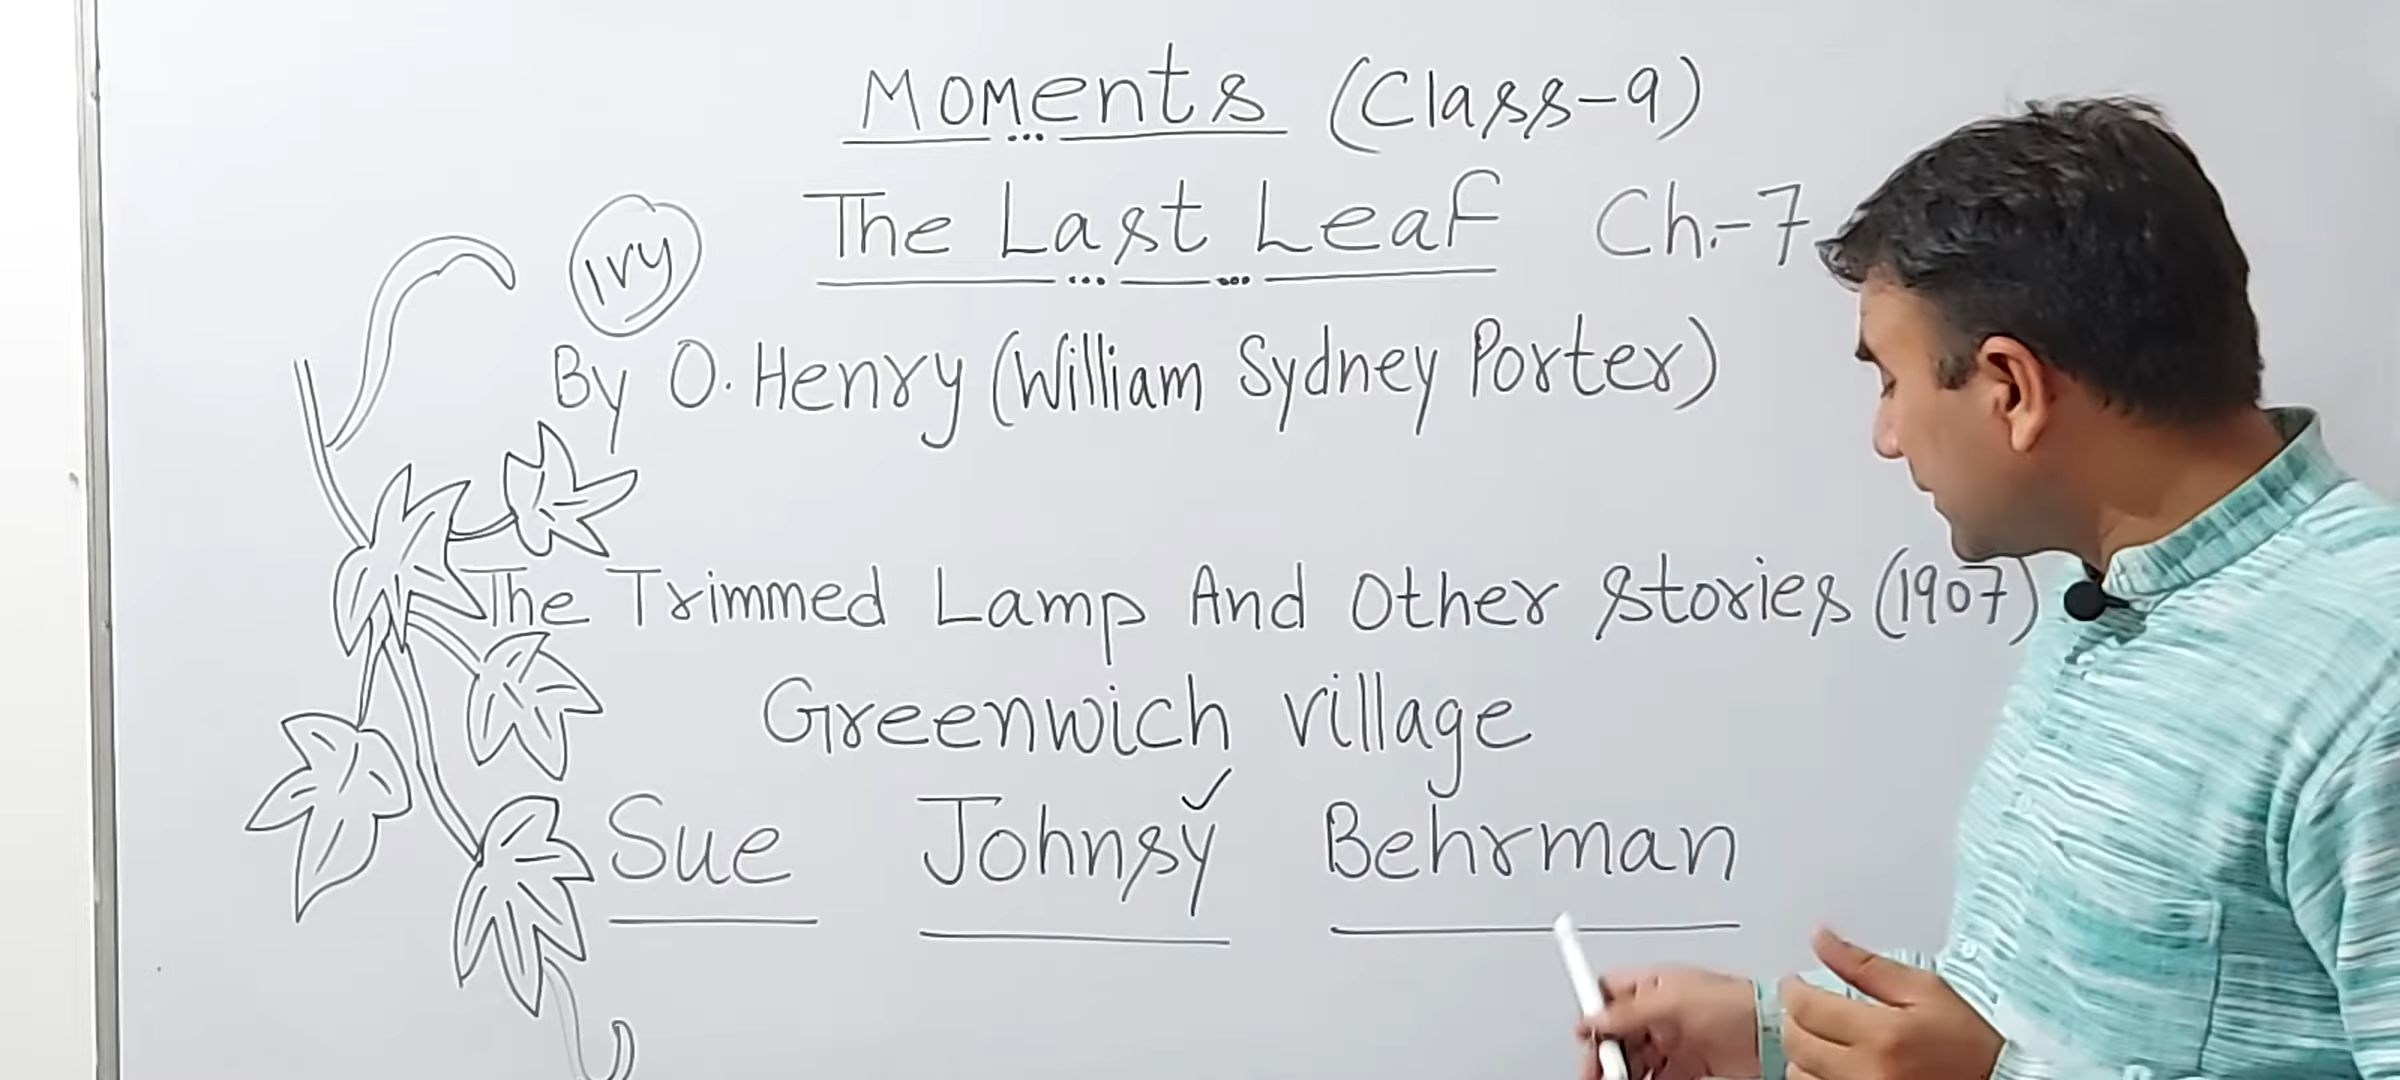 Moments (Class-9)
The Last Leaf Ch.-7
Ivy
By O. Henry (William Sydney Porter)
The Trimmed Lamp And Other Stories (1907)
Greenwich village
Sue Johnsy Behrman